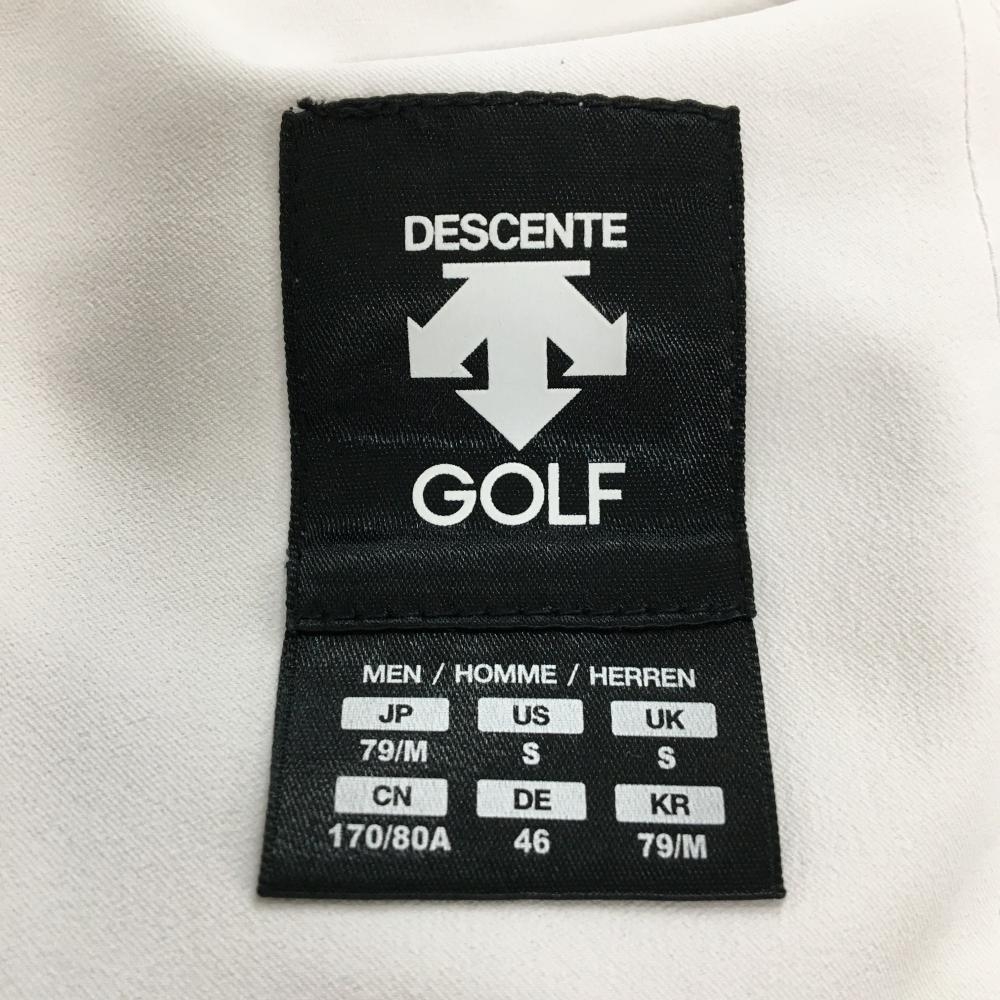 DESCENTE
GOLF
MEN / HOMME / HERREN
JP US UK
79/M S S
CN DE KR
170/80A 46 79/M